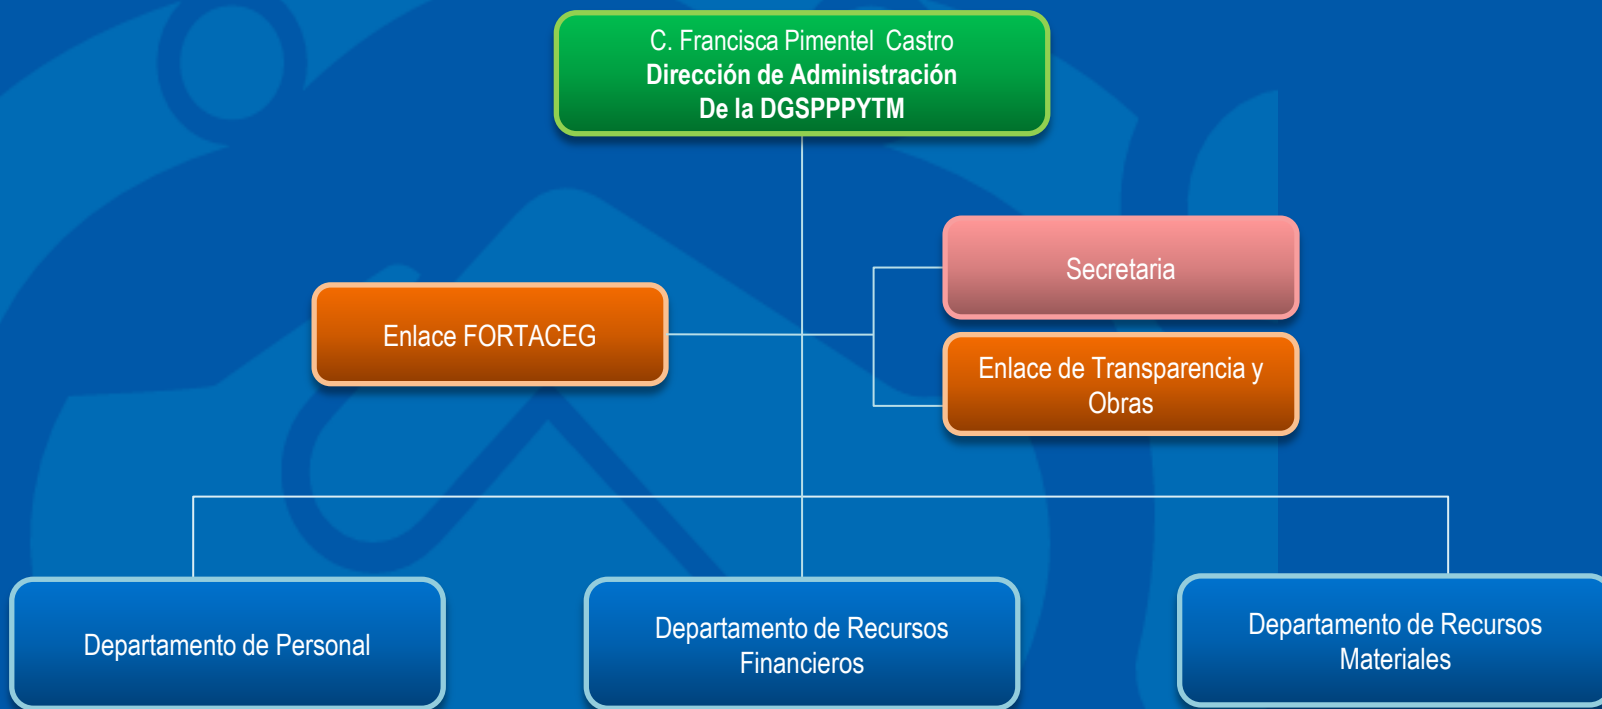 C. Francisca Pimentel Castro
Dirección de Administración
De la DGSPPPYTM
Secretaria
Enlace FORTACEG
Enlace de Transparencia y
Obras
Departamento de Personal
Departamento de Recursos
Financieros
Departamento de Recursos
Materiales